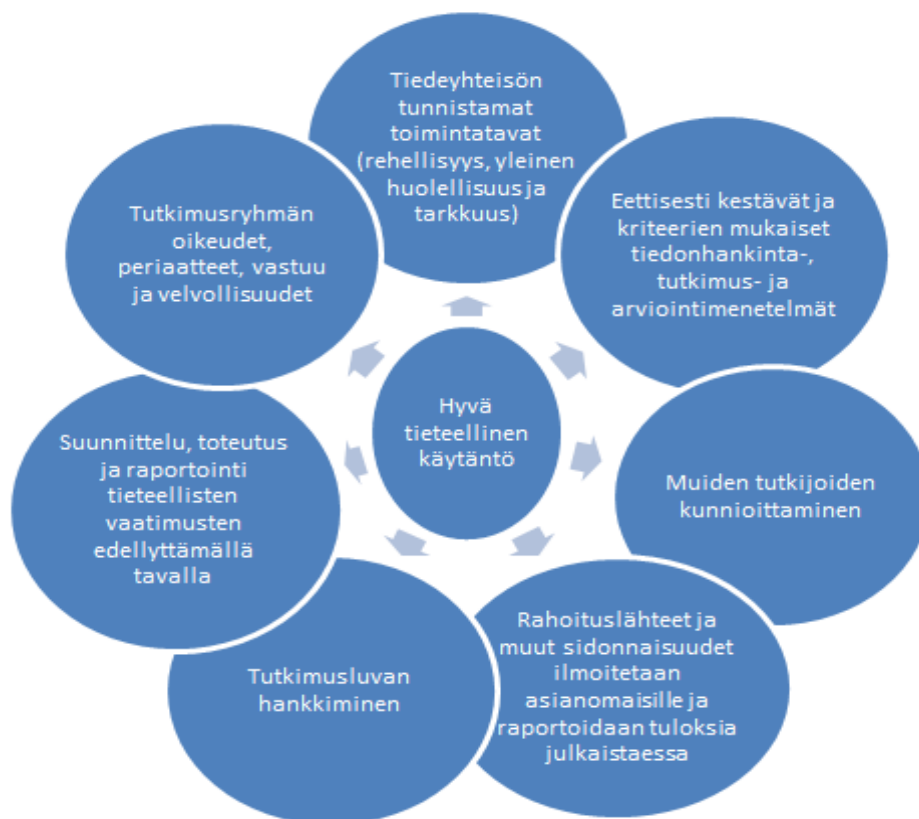 Tiedeyhteisön
tunnistamat
toimintatavat
(rehellisyys, yleinen
huolellisuus ja
tarkkuus)
Eettisesti kestävät ja
kriteerien mukaiset
tiedonhankinta-,
tutkimus- ja
arviointimenetelmät
Muiden tutkijoiden
kunnioittaminen
Rahoituslähteet ja
muut sidonnaisuudet
ilmoitetaan
asianomaisille ja
raportoidaan tuloksia
julkaistaessa
Tutkimusluvan
hankkiminen
Suunnittelu, toteutus
ja raportointi
tieteellisten
vaatimusten
edellyttämällä
tavalla
Tutkimusryhmän
oikeudet,
periaatteet, vastuu
ja velvollisuudet
Hyvä
tieteellinen
käytäntö